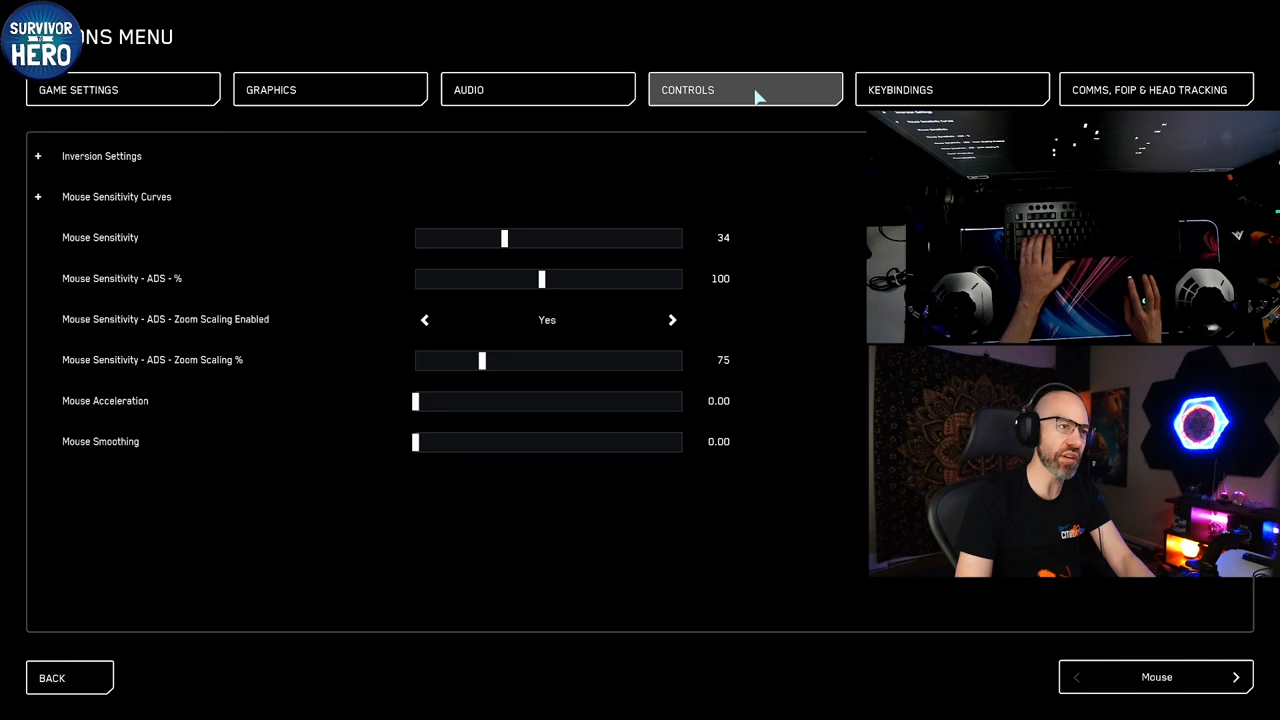 SURVIVOR
TO
HERO
ONS MENU
GAME SETTINGS
GRAPHICS
AUDIO
CONTROLS
KEYBINDINGS
COMMS, FOIP & HEAD TRACKING
+ Inversion Settings
+ Mouse Sensitivity Curves
Mouse Sensitivity 34
Mouse Sensitivity - ADS - % 100
Mouse Sensitivity - ADS - Zoom Scaling Enabled Yes
Mouse Sensitivity - ADS - Zoom Scaling % 75
Mouse Acceleration 0.00
Mouse Smoothing 0.00
BACK
Mouse